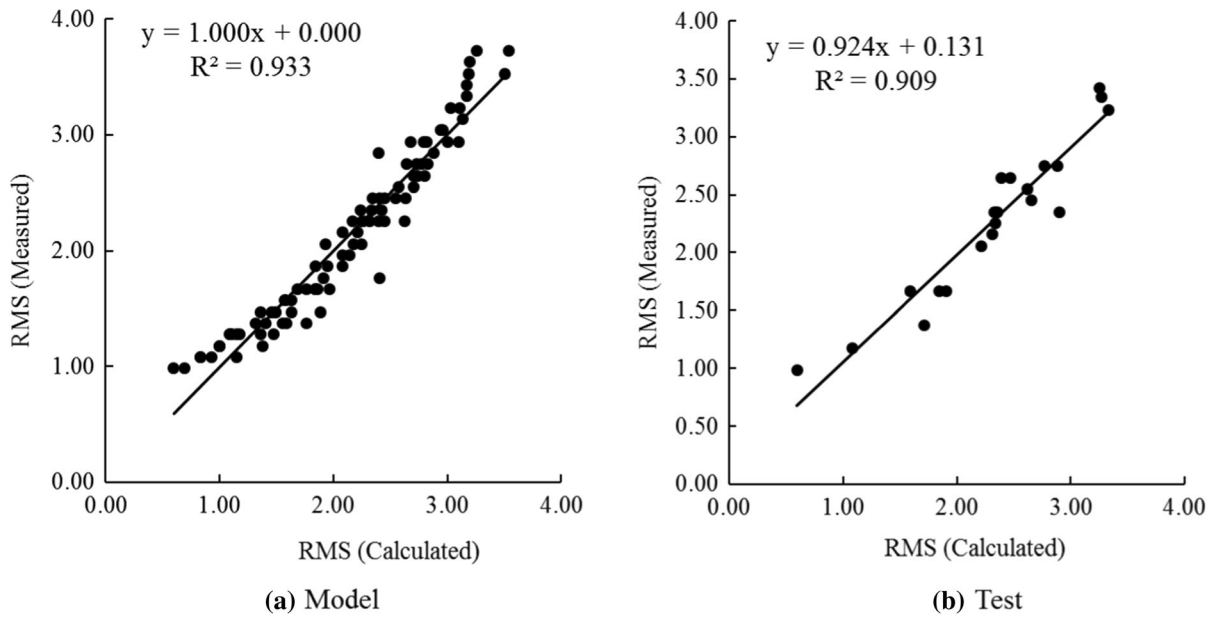 4.00
3.00
2.00
1.00
0.00
0.00 1.00 2.00 3.00 4.00
RMS (Measured)
RMS (Calculated)
y = 1.000x + 0.000
R² = 0.933
(a) Model
4.00
3.50
3.00
2.50
2.00
1.50
1.00
0.50
0.00
0.00 1.00 2.00 3.00 4.00
RMS (Measured)
RMS (Calculated)
y = 0.924x + 0.131
R² = 0.909
(b) Test